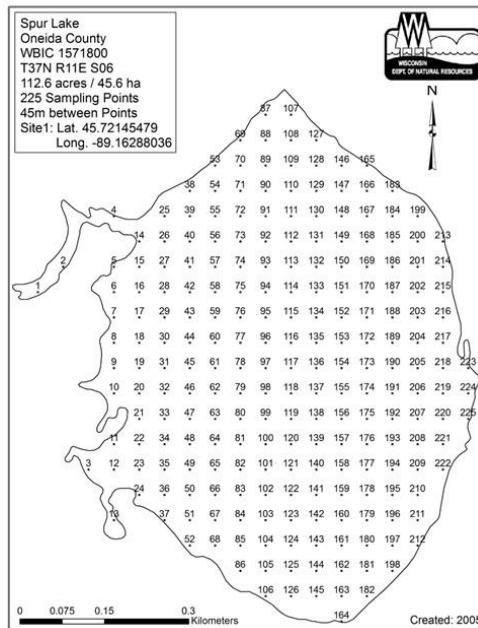 Spur Lake
Oneida County
WBIC 1571800
T37N R11E S06
112.6 acres / 45.6 ha
225 Sampling Points
45m between Points
Site1: Lat. 45.72145479
Long. -89.16288036
W
WISCONSIN
DEPT. OF NATURAL RESOURCES
N
87 107
69 88 108 127
53 70 89 109 128 146 165
38 54 71 90 110 129 147 166 183
4 25 39 55 72 91 111 130 148 167 184 199
14 26 40 56 73 92 112 131 149 168 185 200 213
2 5 15 27 41 57 74 93 113 132 150 169 186 201 214
1 6 16 28 42 58 75 94 114 133 151 170 187 202 215
7 17 29 43 59 76 95 115 134 152 171 188 203 216
8 18 30 44 60 77 96 116 135 153 172 189 204 217
9 19 31 45 61 78 97 117 136 154 173 190 205 218 223
10 20 32 46 62 79 98 118 137 155 174 191 206 219 224
21 33 47 63 80 99 119 138 156 175 192 207 220 225
11 22 34 48 64 81 100 120 139 157 176 193 208 221
3 12 23 35 49 65 82 101 121 140 158 177 194 209 222
24 36 50 66 83 102 122 141 159 178 195 210
13 37 51 67 84 103 123 142 160 179 196 211
52 68 85 104 124 143 161 180 197 212
86 105 125 144 162 181 198
106 126 145 163 182
164
0 0.075 0.15 0.3
Kilometers
Created: 2005